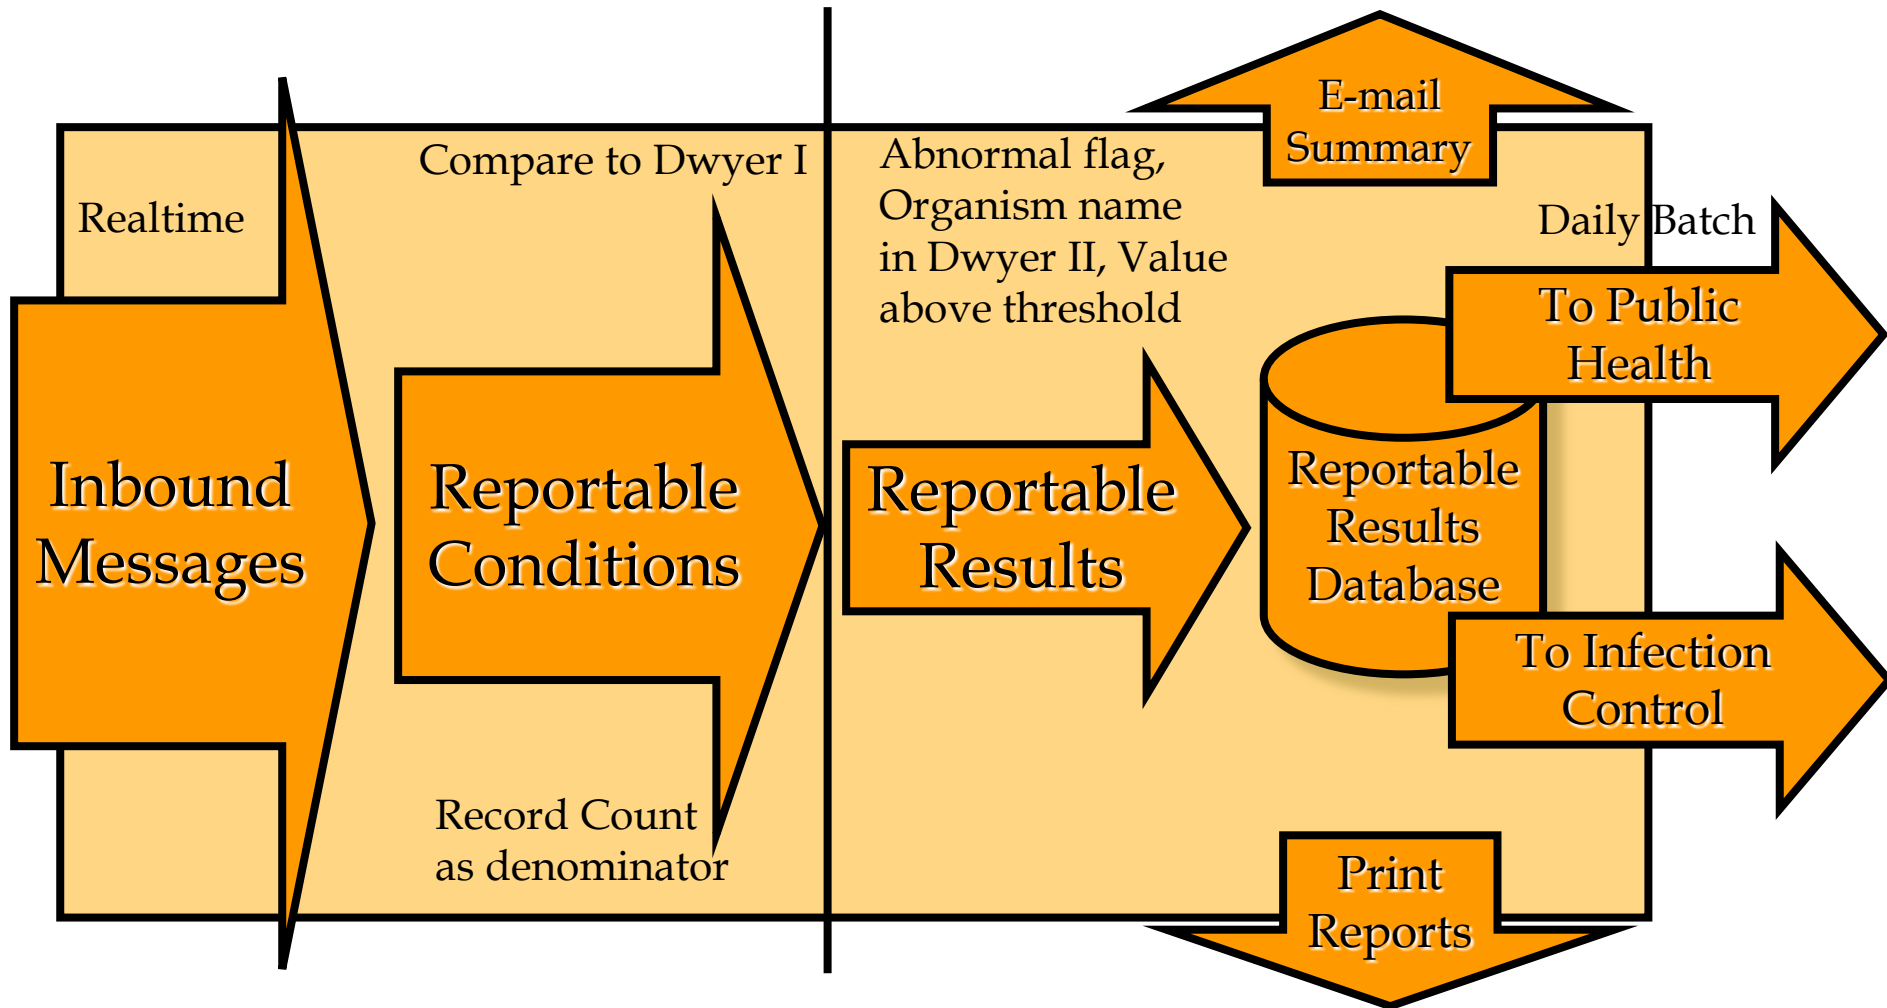 Realtime
Inbound
Messages
Compare to Dwyer I
Reportable
Conditions
Record Count
as denominator
Abnormal flag,
Organism name
in Dwyer II, Value
above threshold
Reportable
Results
E-mail
Summary
Reportable
Results
Database
Daily Batch
To Public
Health
To Infection
Control
Print
Reports